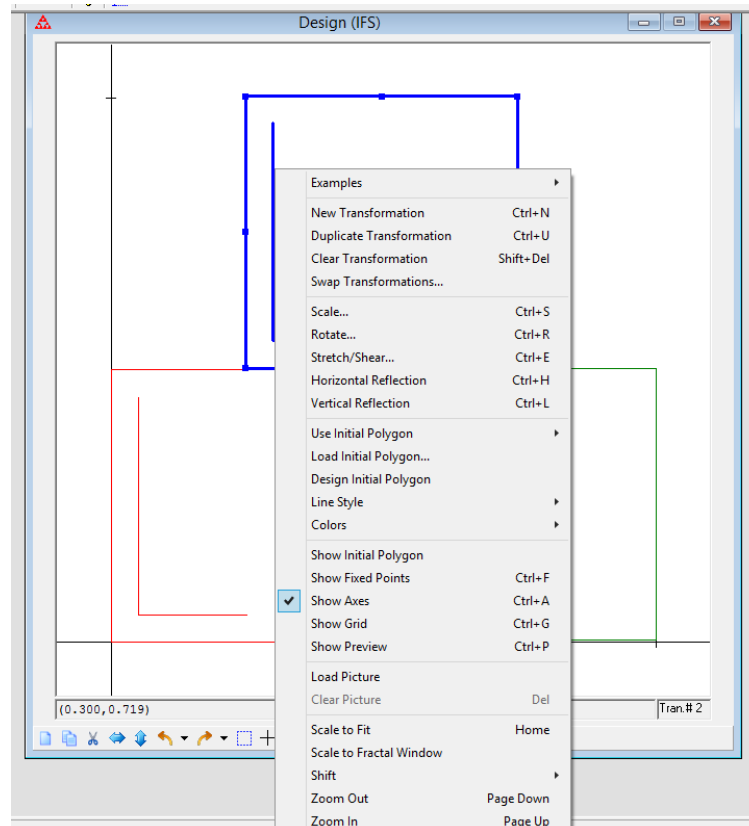 Design (IFS)
Examples
New Transformation Ctrl+N
Duplicate Transformation Ctrl+U
Clear Transformation Shift+Del
Swap Transformations...
Scale... Ctrl+S
Rotate... Ctrl+R
Stretch/Shear... Ctrl+E
Horizontal Reflection Ctrl+H
Vertical Reflection Ctrl+L
Use Initial Polygon
Load Initial Polygon...
Design Initial Polygon
Line Style
Colors
Show Initial Polygon
Show Fixed Points Ctrl+F
Show Axes Ctrl+A
Show Grid Ctrl+G
Show Preview Ctrl+P
Load Picture
Clear Picture Del
(0.300,0.719) Tran.# 2
Scale to Fit Home
Scale to Fractal Window
Shift
Zoom Out Page Down
Zoom In Page Up